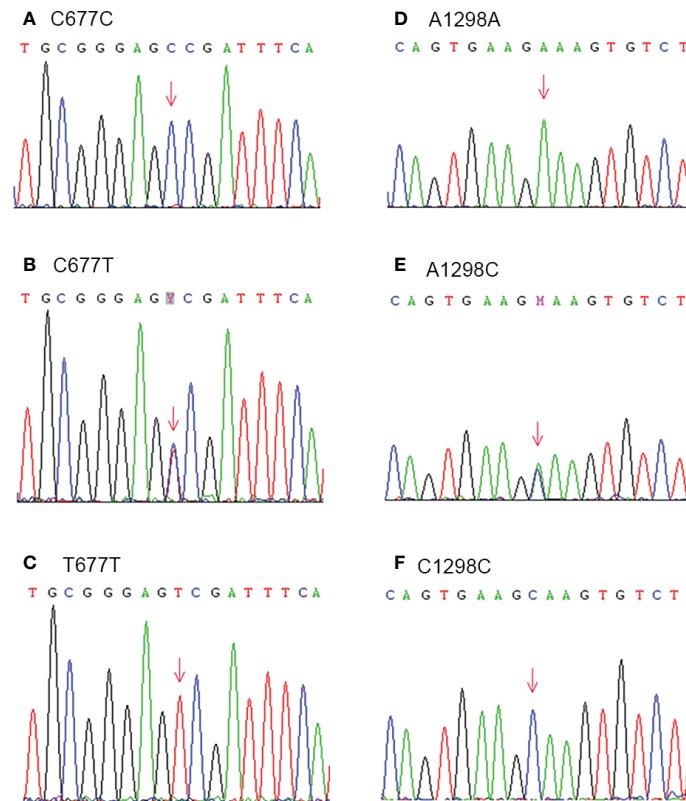 A C677C
T G C G G G A G C C G A T T T C A
B C677T
T G C G G G A G Y C G A T T T C A
C T677T
T G C G G G A G T C G A T T T C A
D A1298A
C A G T G A A G A A A G T G T C T
E A1298C
C A G T G A A G M A A G T G T C T
F C1298C
C A G T G A A G C A A G T G T C T